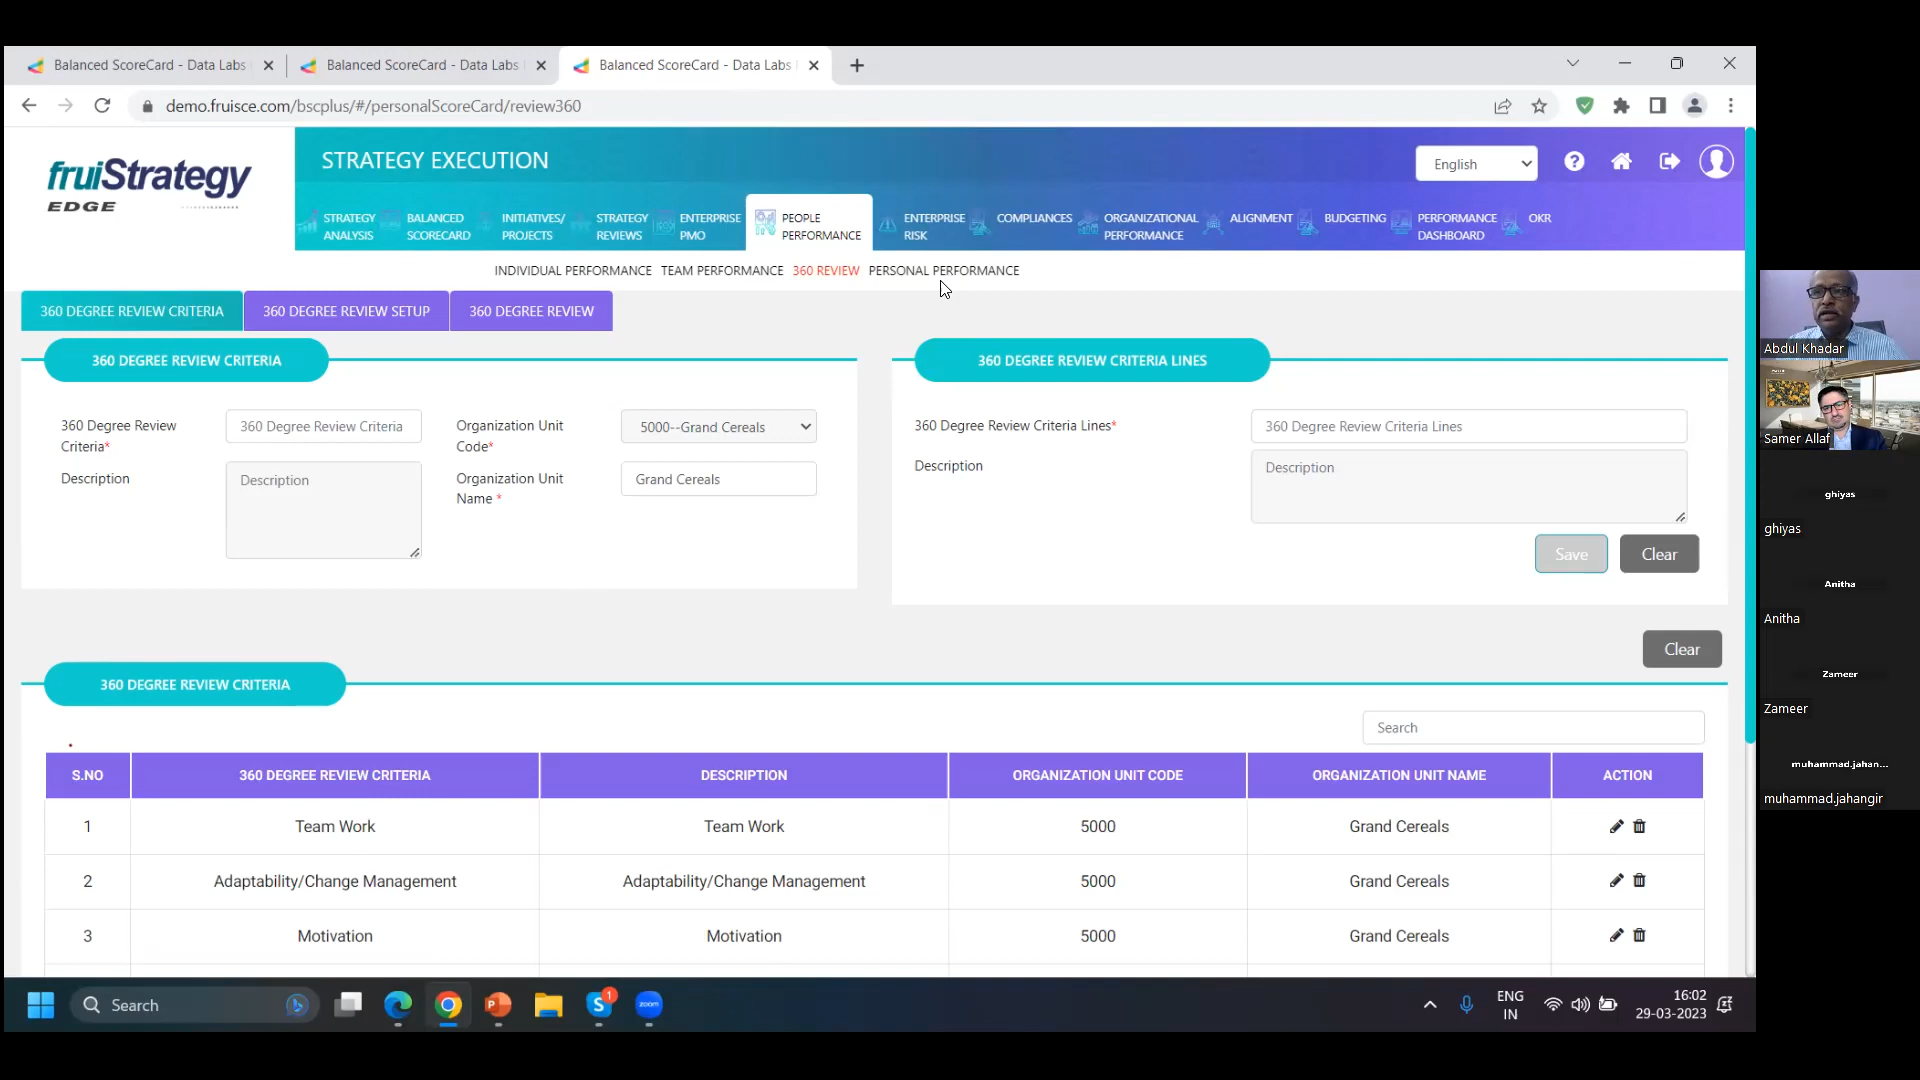 Balanced ScoreCard - Data Labs
Balanced ScoreCard - Data Labs
Balanced ScoreCard - Data Labs
demo.fruisce.com/bscplus/#/personalScoreCard/review360
fruiStrategy
EDGE
STRATEGY EXECUTION
English
STRATEGY ANALYSIS
BALANCED SCORECARD
INITIATIVES/ PROJECTS
STRATEGY REVIEWS
ENTERPRISE PMO
PEOPLE PERFORMANCE
ENTERPRISE RISK
COMPLIANCES
ORGANIZATIONAL PERFORMANCE
ALIGNMENT
BUDGETING
PERFORMANCE DASHBOARD
OKR
INDIVIDUAL PERFORMANCE TEAM PERFORMANCE 360 REVIEW PERSONAL PERFORMANCE
360 DEGREE REVIEW CRITERIA 360 DEGREE REVIEW SETUP 360 DEGREE REVIEW
360 DEGREE REVIEW CRITERIA
360 Degree Review Criteria*
360 Degree Review Criteria
Organization Unit Code*
5000--Grand Cereals
Description
Description
Organization Unit Name *
Grand Cereals
360 DEGREE REVIEW CRITERIA LINES
360 Degree Review Criteria Lines*
360 Degree Review Criteria Lines
Description
Description
Save
Clear
Clear
360 DEGREE REVIEW CRITERIA
Search
S.NO 360 DEGREE REVIEW CRITERIA DESCRIPTION ORGANIZATION UNIT CODE ORGANIZATION UNIT NAME ACTION
1 Team Work Team Work 5000 Grand Cereals
2 Adaptability/Change Management Adaptability/Change Management 5000 Grand Cereals
3 Motivation Motivation 5000 Grand Cereals
Abdul Khadar
Samer Allaf
ghiyas
ghiyas
Anitha
Anitha
Zameer
Zameer
muhammad.jahan...
muhammad.jahangir
Search
1
zoom
ENG
IN
16:02
29-03-2023